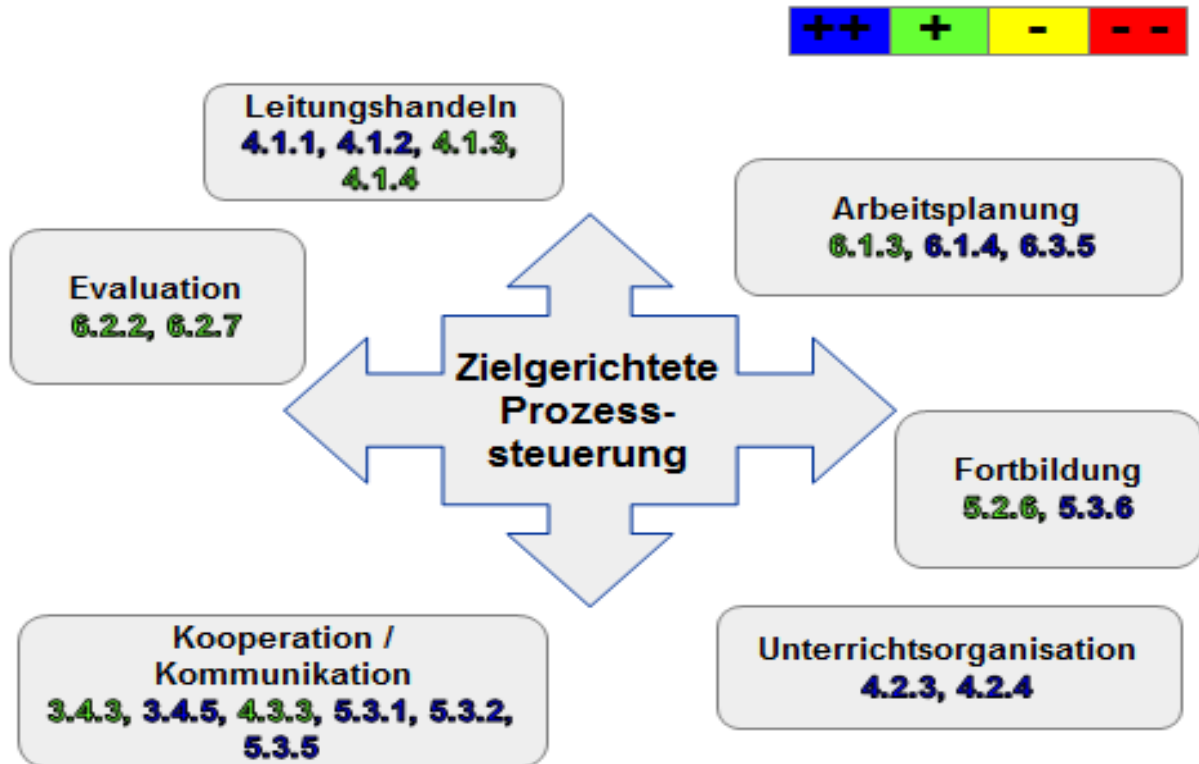 ++ + - --
Leitungshandeln
4.1.1, 4.1.2, 4.1.3,
4.1.4
Arbeitsplanung
6.1.3, 6.1.4, 6.3.5
Evaluation
6.2.2, 6.2.7
Zielgerichtete
Prozess-
steuerung
Fortbildung
5.2.6, 5.3.6
Kooperation /
Kommunikation
3.4.3, 3.4.5, 4.3.3, 5.3.1, 5.3.2,
5.3.5
Unterrichtsorganisation
4.2.3, 4.2.4